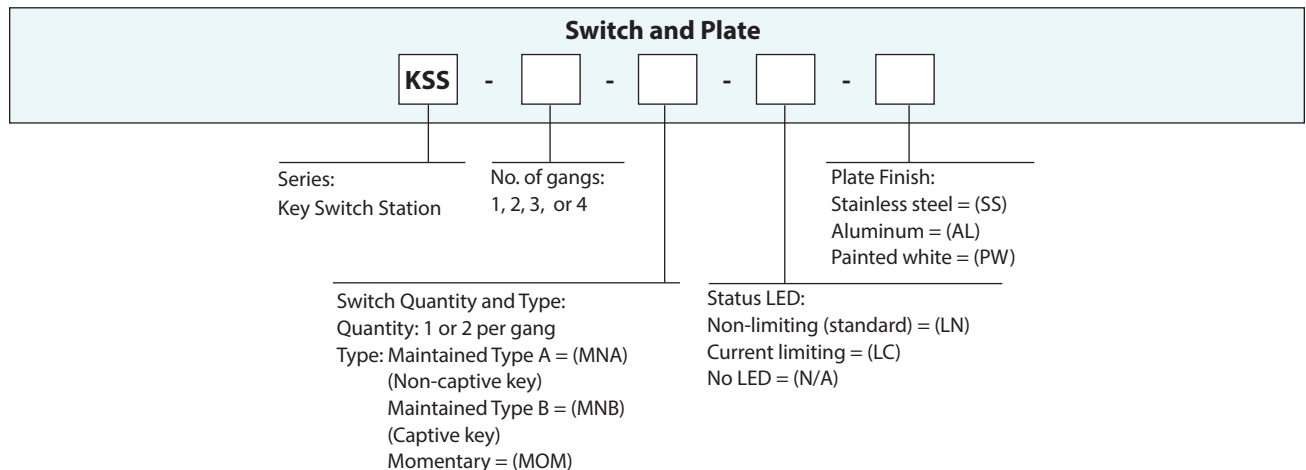 Switch and Plate
KSS - - - -
Series:
Key Switch Station
No. of gangs:
1, 2, 3, or 4
Plate Finish:
Stainless steel = (SS)
Aluminum = (AL)
Painted white = (PW)
Switch Quantity and Type:
Quantity: 1 or 2 per gang
Type: Maintained Type A = (MNA)
(Non-captive key)
Maintained Type B = (MNB)
(Captive key)
Momentary = (MOM)
Status LED:
Non-limiting (standard) = (LN)
Current limiting = (LC)
No LED = (N/A)